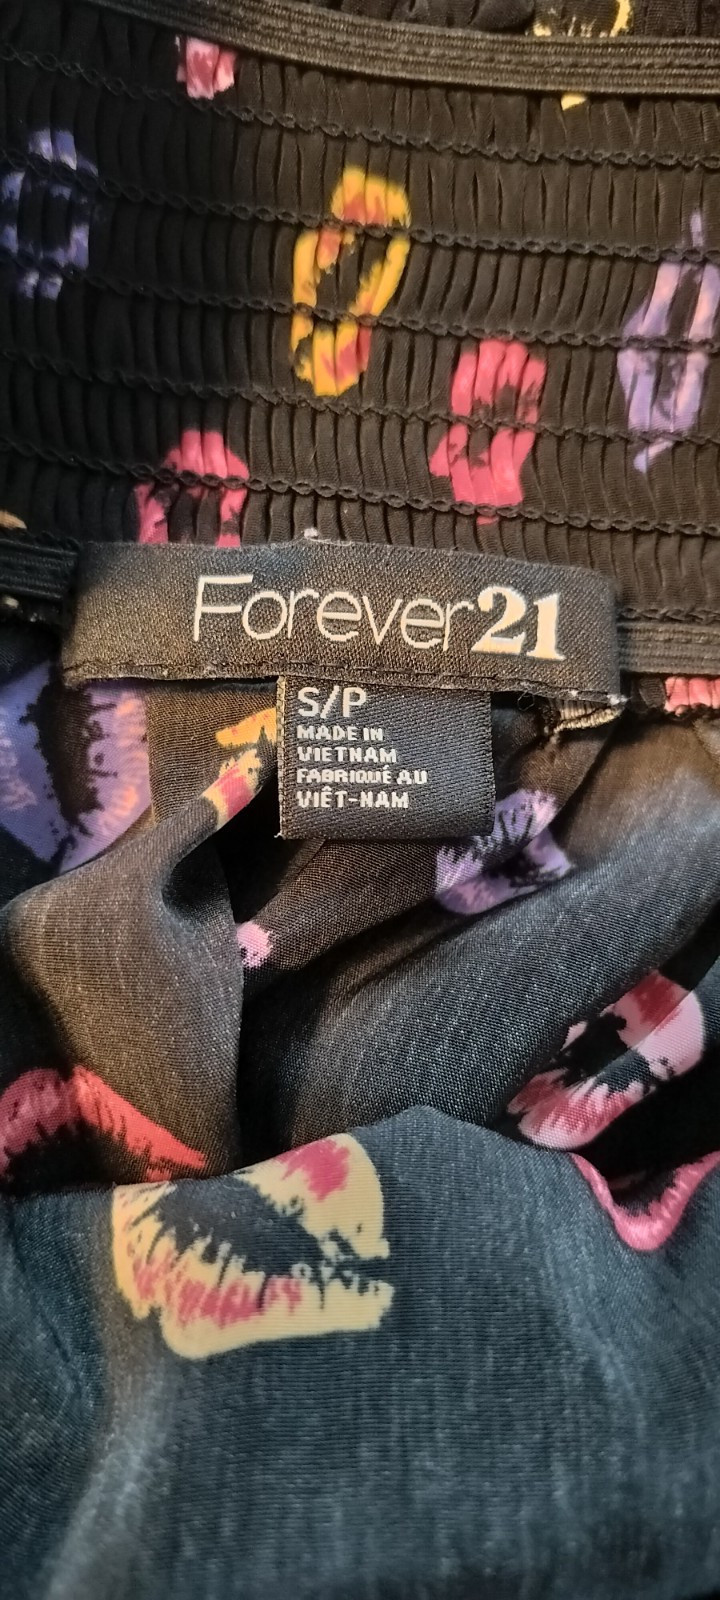 Forever21
S/P
MADE IN
VIETNAM
FABRIQUÉ AU
VIÊT-NAM